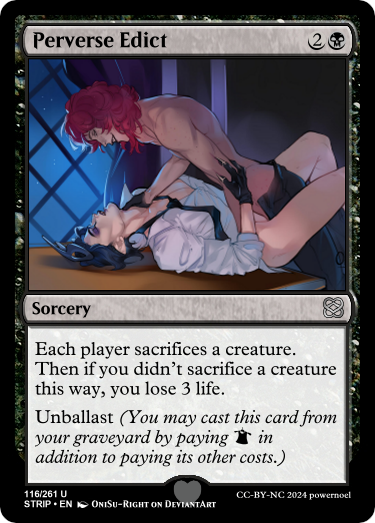 Perverse Edict 2
Sorcery
Each player sacrifices a creature.
Then if you didn’t sacrifice a creature
this way, you lose 3 life.
Unballast (You may cast this card from
your graveyard by paying in
addition to paying its other costs.)
116/261 U
STRIP • EN OniSu-Right on DeviantArt
CC-BY-NC 2024 powernoel